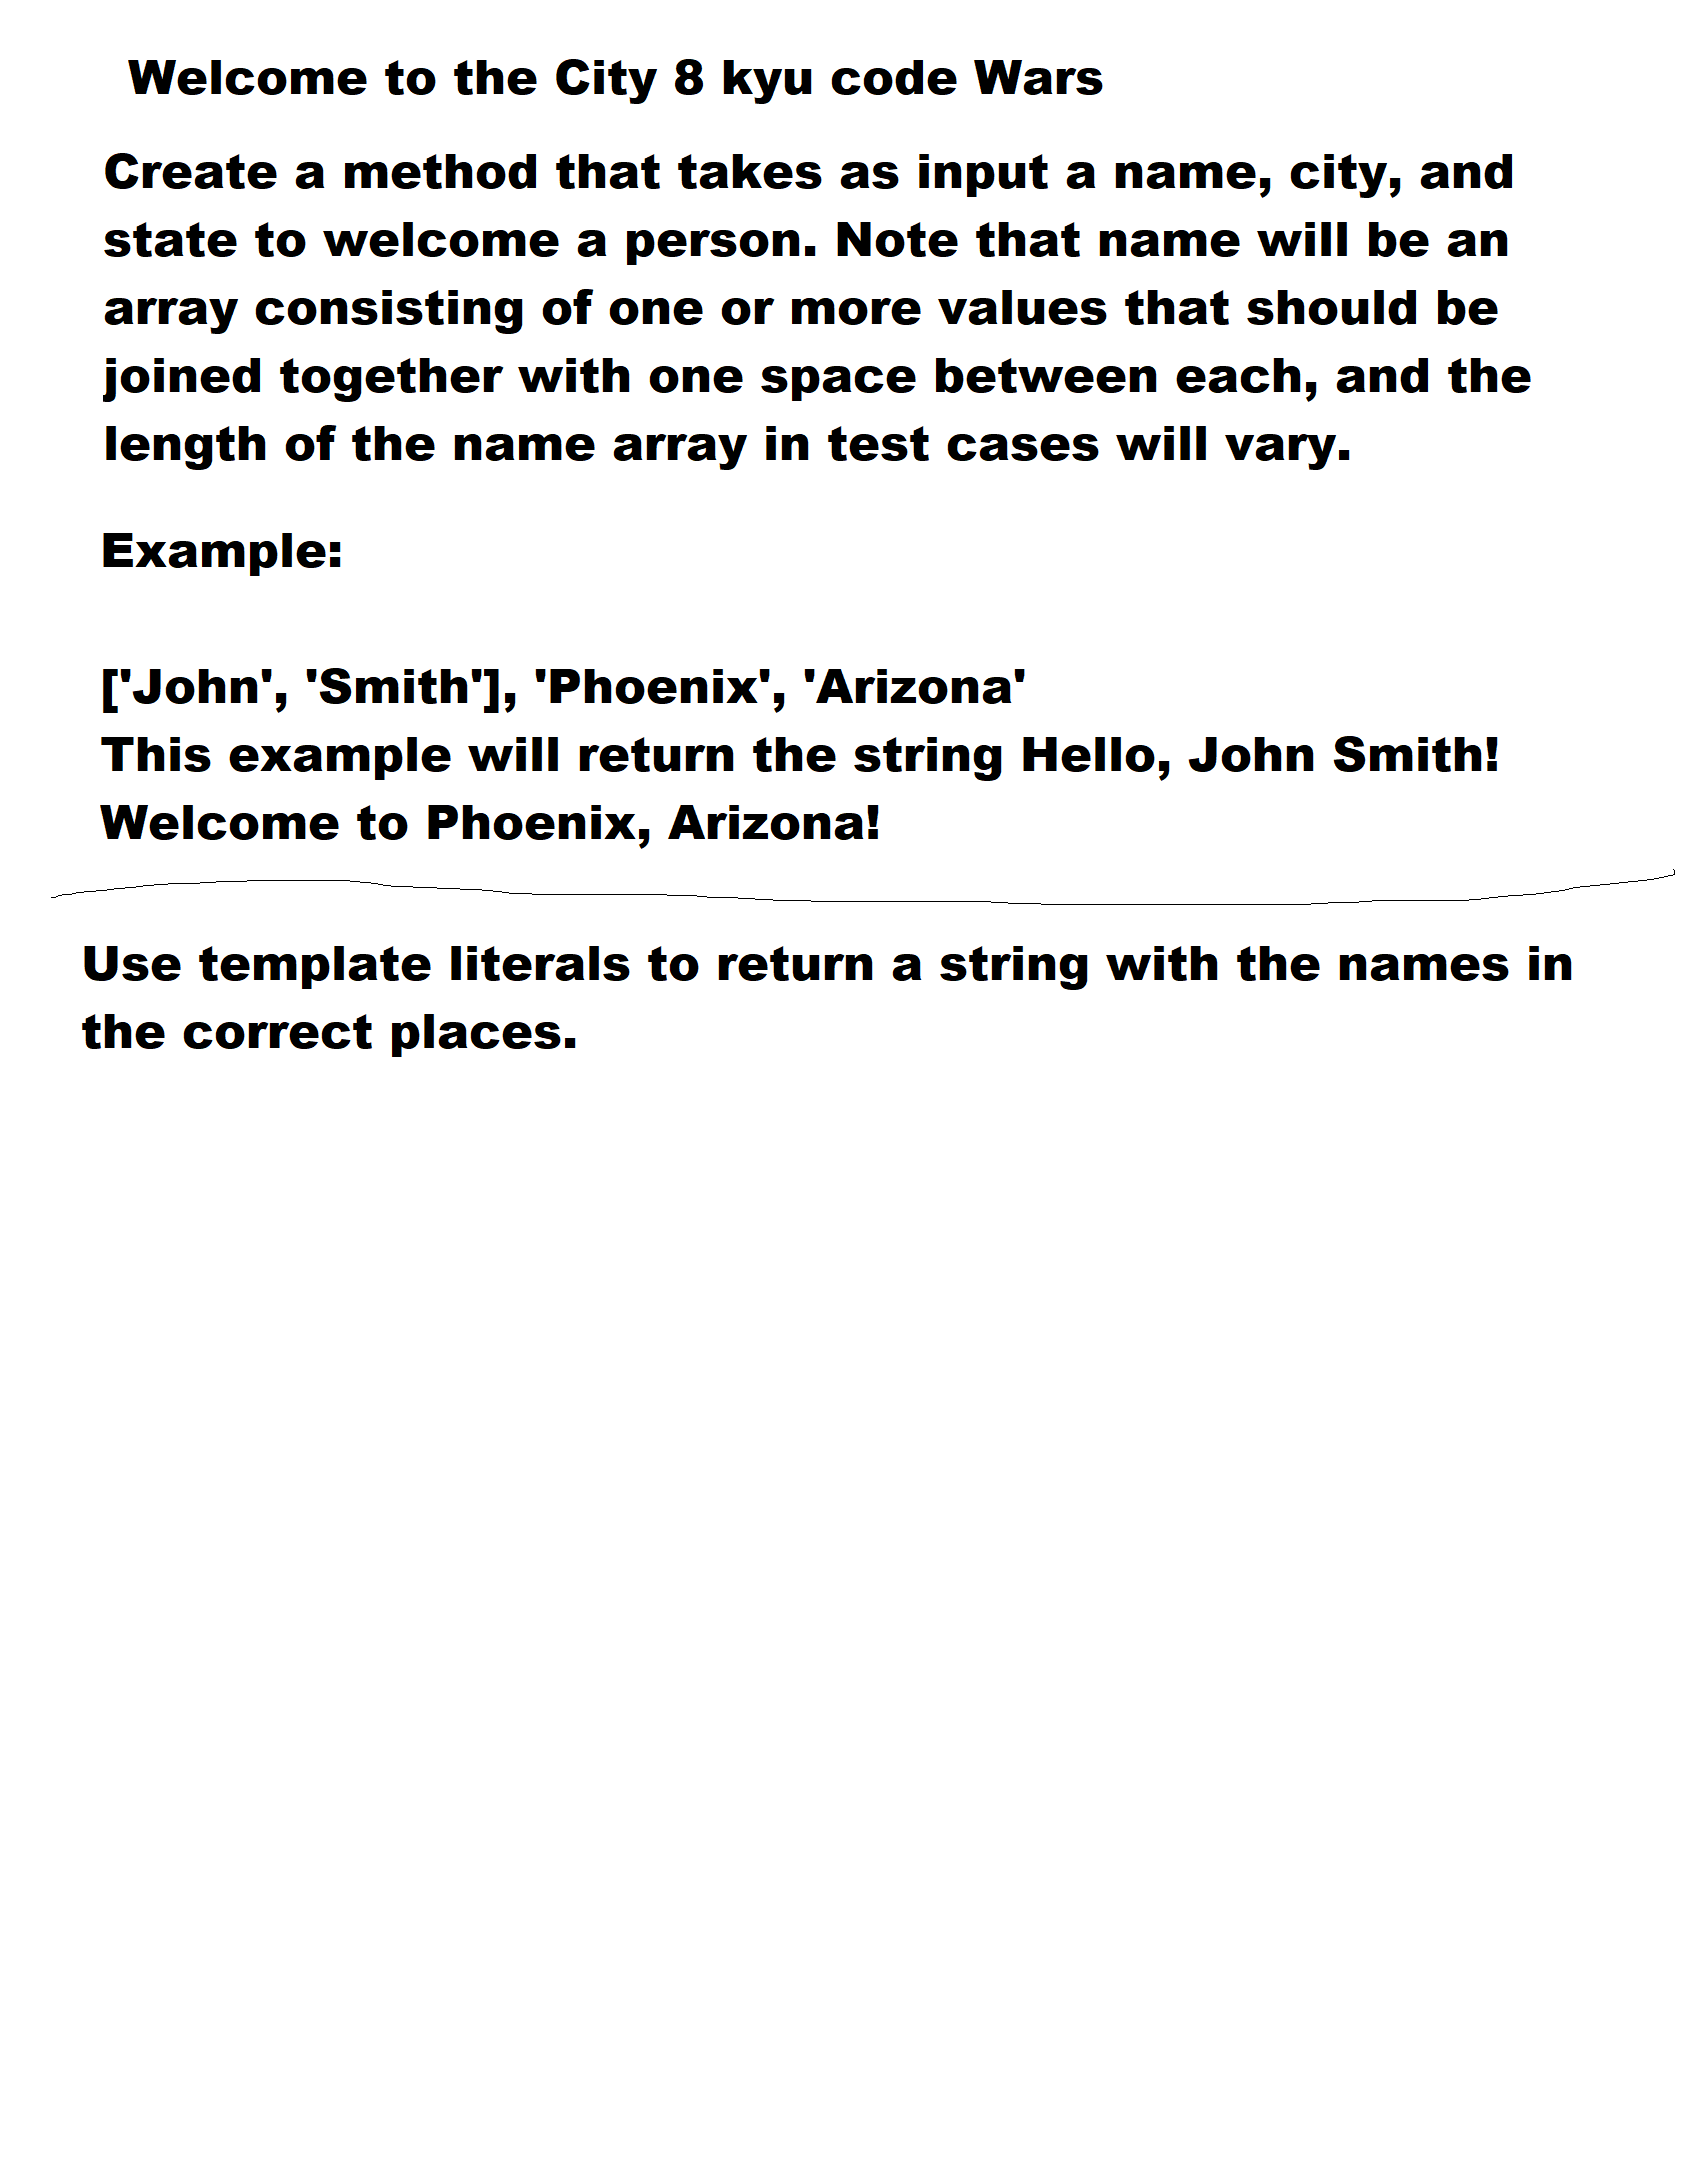 Welcome to the City 8 kyu code Wars
Create a method that takes as input a name, city, and
state to welcome a person. Note that name will be an
array consisting of one or more values that should be
joined together with one space between each, and the
length of the name array in test cases will vary.
Example:
['John', 'Smith'], 'Phoenix', 'Arizona'
This example will return the string Hello, John Smith!
Welcome to Phoenix, Arizona!
Use template literals to return a string with the names in
the correct places.